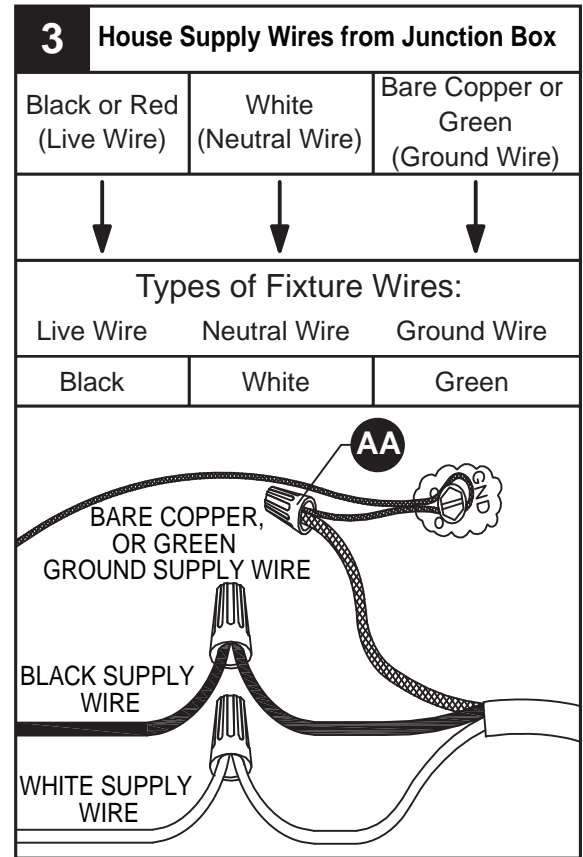 3 House Supply Wires from Junction Box
Black or Red
(Live Wire)
White
(Neutral Wire)
Bare Copper or
Green
(Ground Wire)
Types of Fixture Wires:
Live Wire Neutral Wire Ground Wire
Black White Green
AA
GND
BARE COPPER,
OR GREEN
GROUND SUPPLY WIRE
BLACK SUPPLY
WIRE
WHITE SUPPLY
WIRE